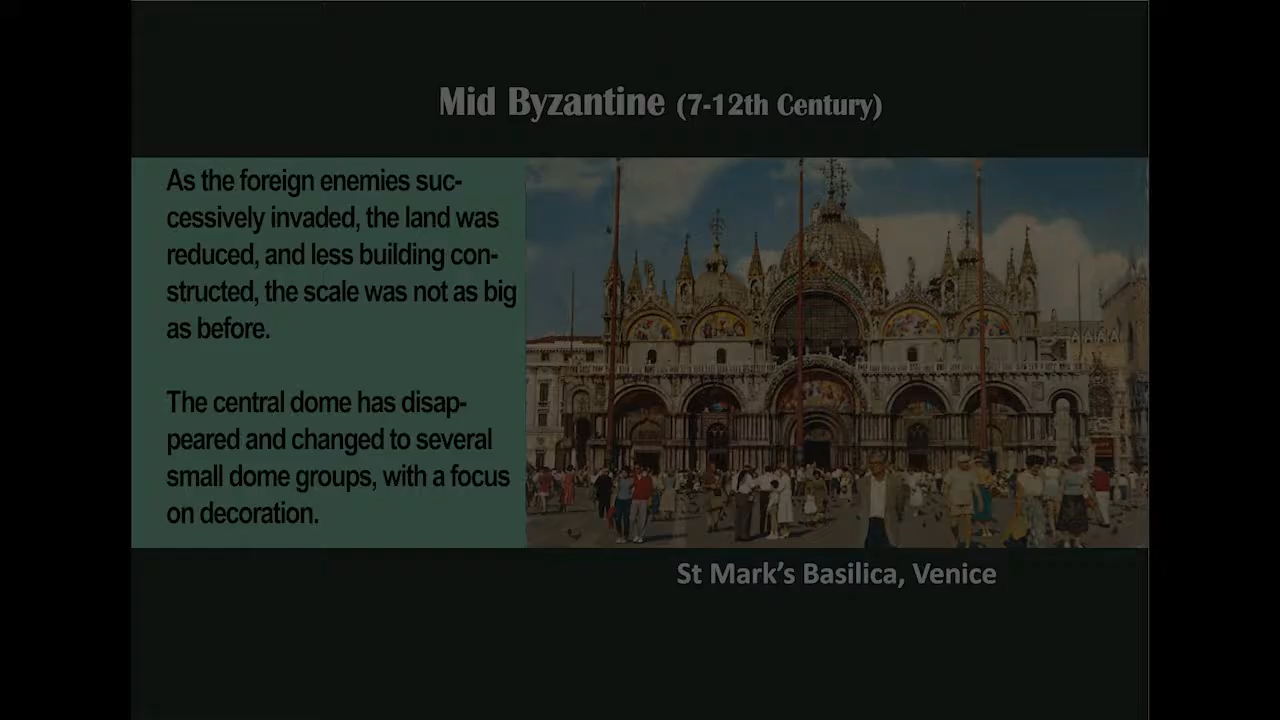 Mid Byzantine (7-12th Century)
As the foreign enemies suc-
cessively invaded, the land was
reduced, and less building con-
structed, the scale was not as big
as before.
The central dome has disap-
peared and changed to several
small dome groups, with a focus
on decoration.
St Mark's Basilica, Venice